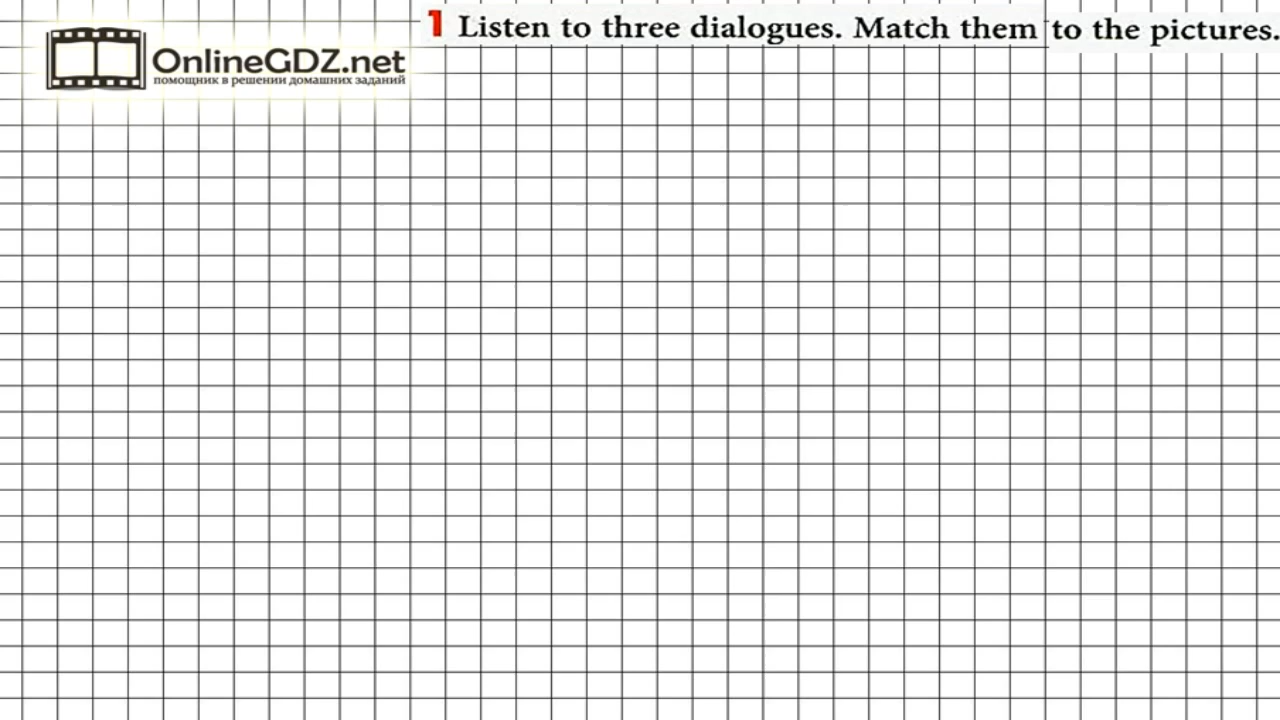 1 Listen to three dialogues. Match them to the pictures.
OnlineGDZ.net
помощник в решении домашних заданий